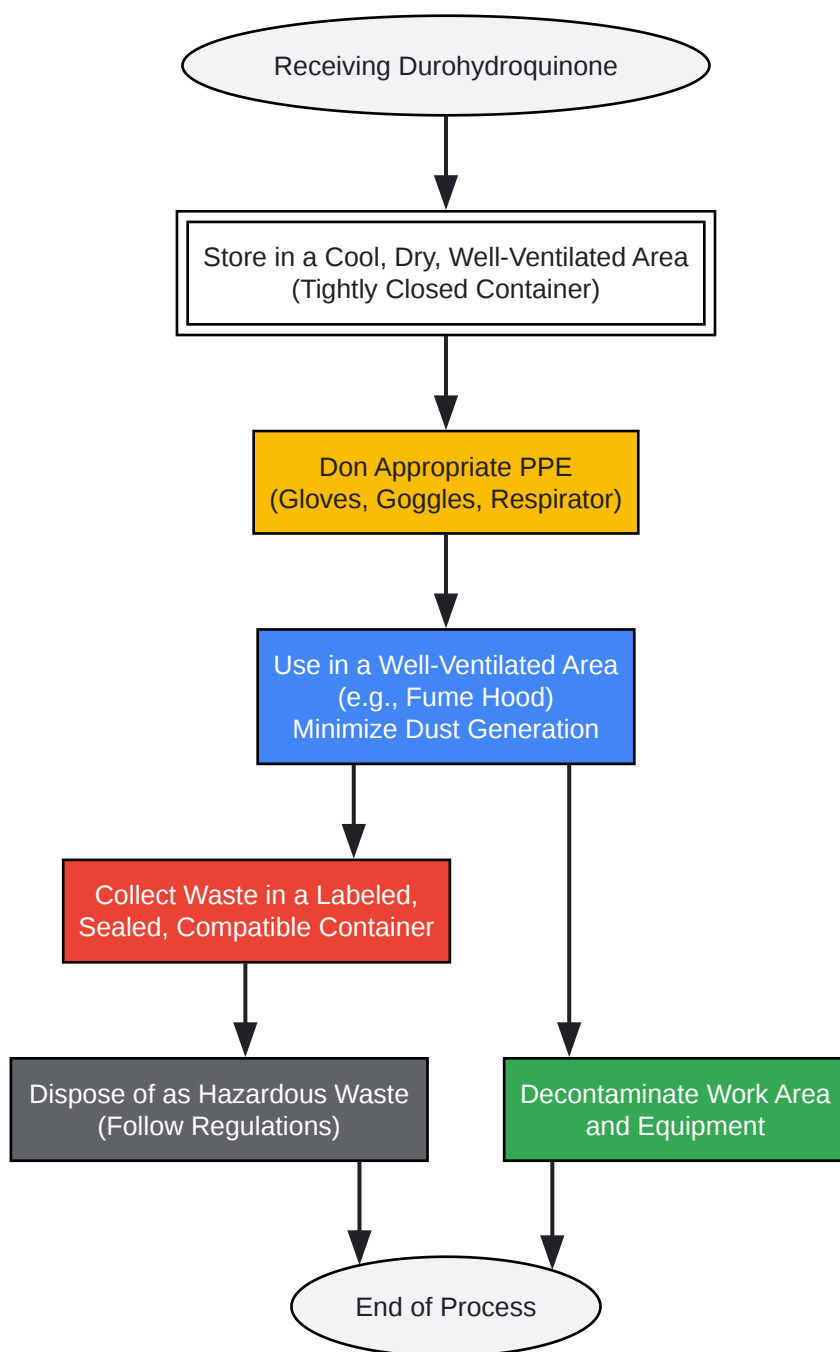 Receiving Durohydroquinone
Store in a Cool, Dry, Well-Ventilated Area
(Tightly Closed Container)
Don Appropriate PPE
(Gloves, Goggles, Respirator)
Use in a Well-Ventilated Area
(e.g., Fume Hood)
Minimize Dust Generation
Collect Waste in a Labeled,
Sealed, Compatible Container
Dispose of as Hazardous Waste
(Follow Regulations)
Decontaminate Work Area
and Equipment
End of Process